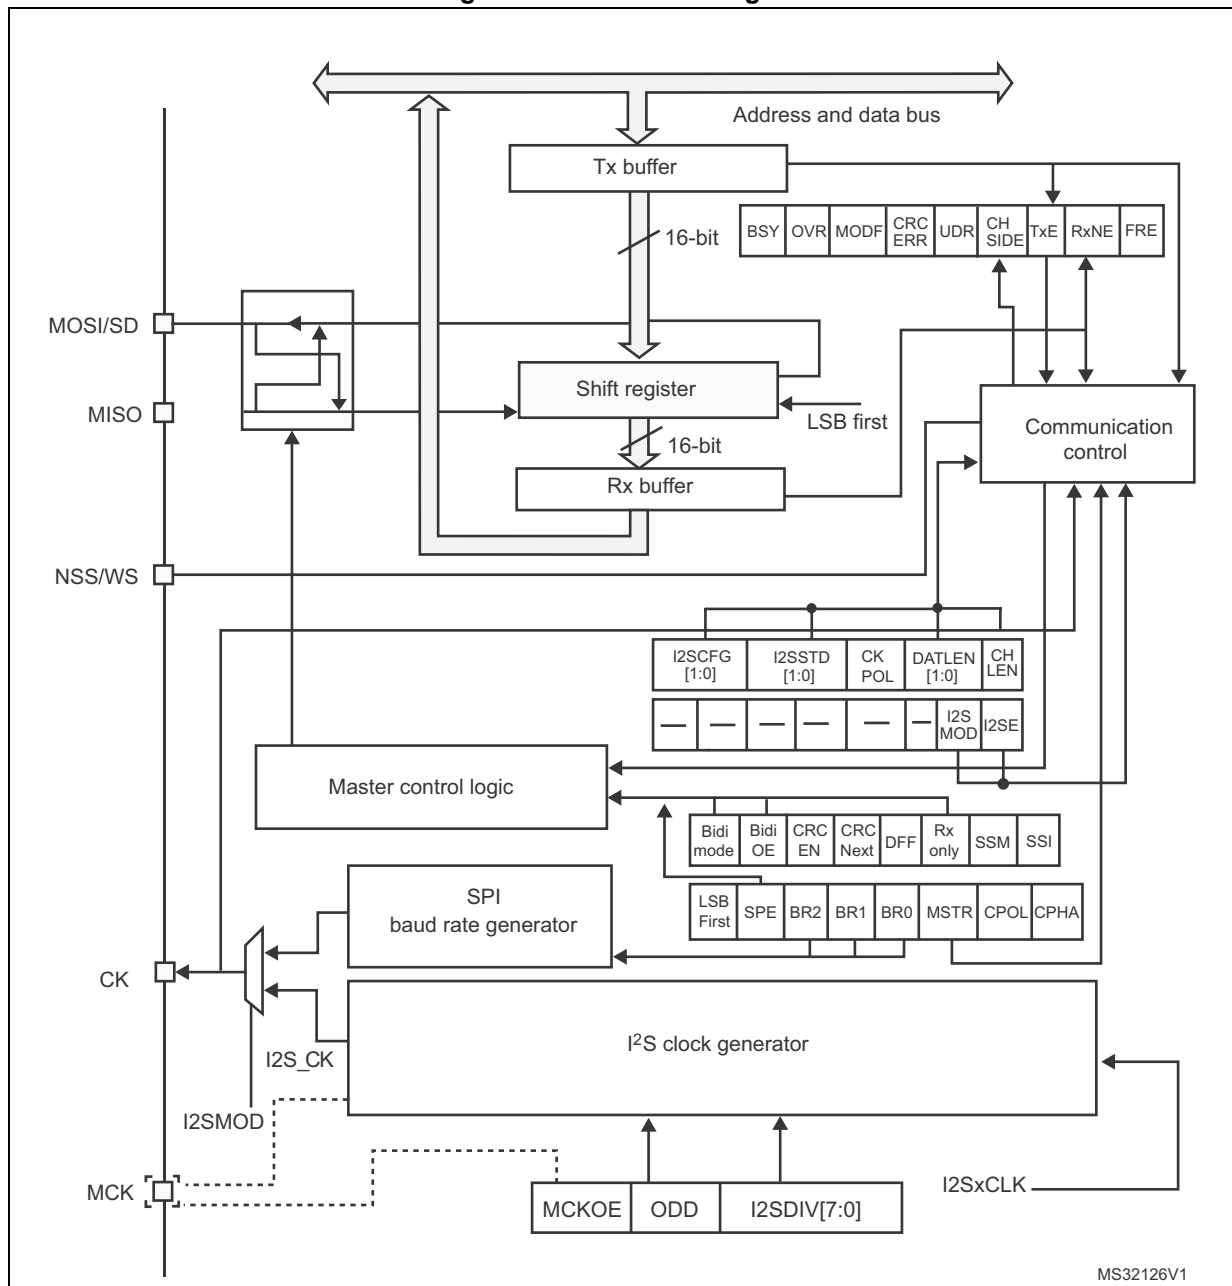 Address and data bus
Tx buffer
16-bit
BSY OVR MODF CRC ERR UDR CH SIDE TxE RxNE FRE
MOSI/SD
Shift register
MISO
LSB first
Communication
control
16-bit
Rx buffer
NSS/WS
I2SCFG [1:0] I2SSTD [1:0] CK POL DATLEN [1:0] CH LEN
I2S MOD I2SE
Master control logic
Bidi mode Bidi OE CRC EN CRC Next DFF Rx only SSM SSI
LSB First SPE BR2 BR1 BR0 MSTR CPOL CPHA
SPI
baud rate generator
CK
I2S clock generator
I2S_CK
I2SMOD
MCK
I2SxCLK
MCKOE ODD I2SDIV[7:0]
MS32126V1